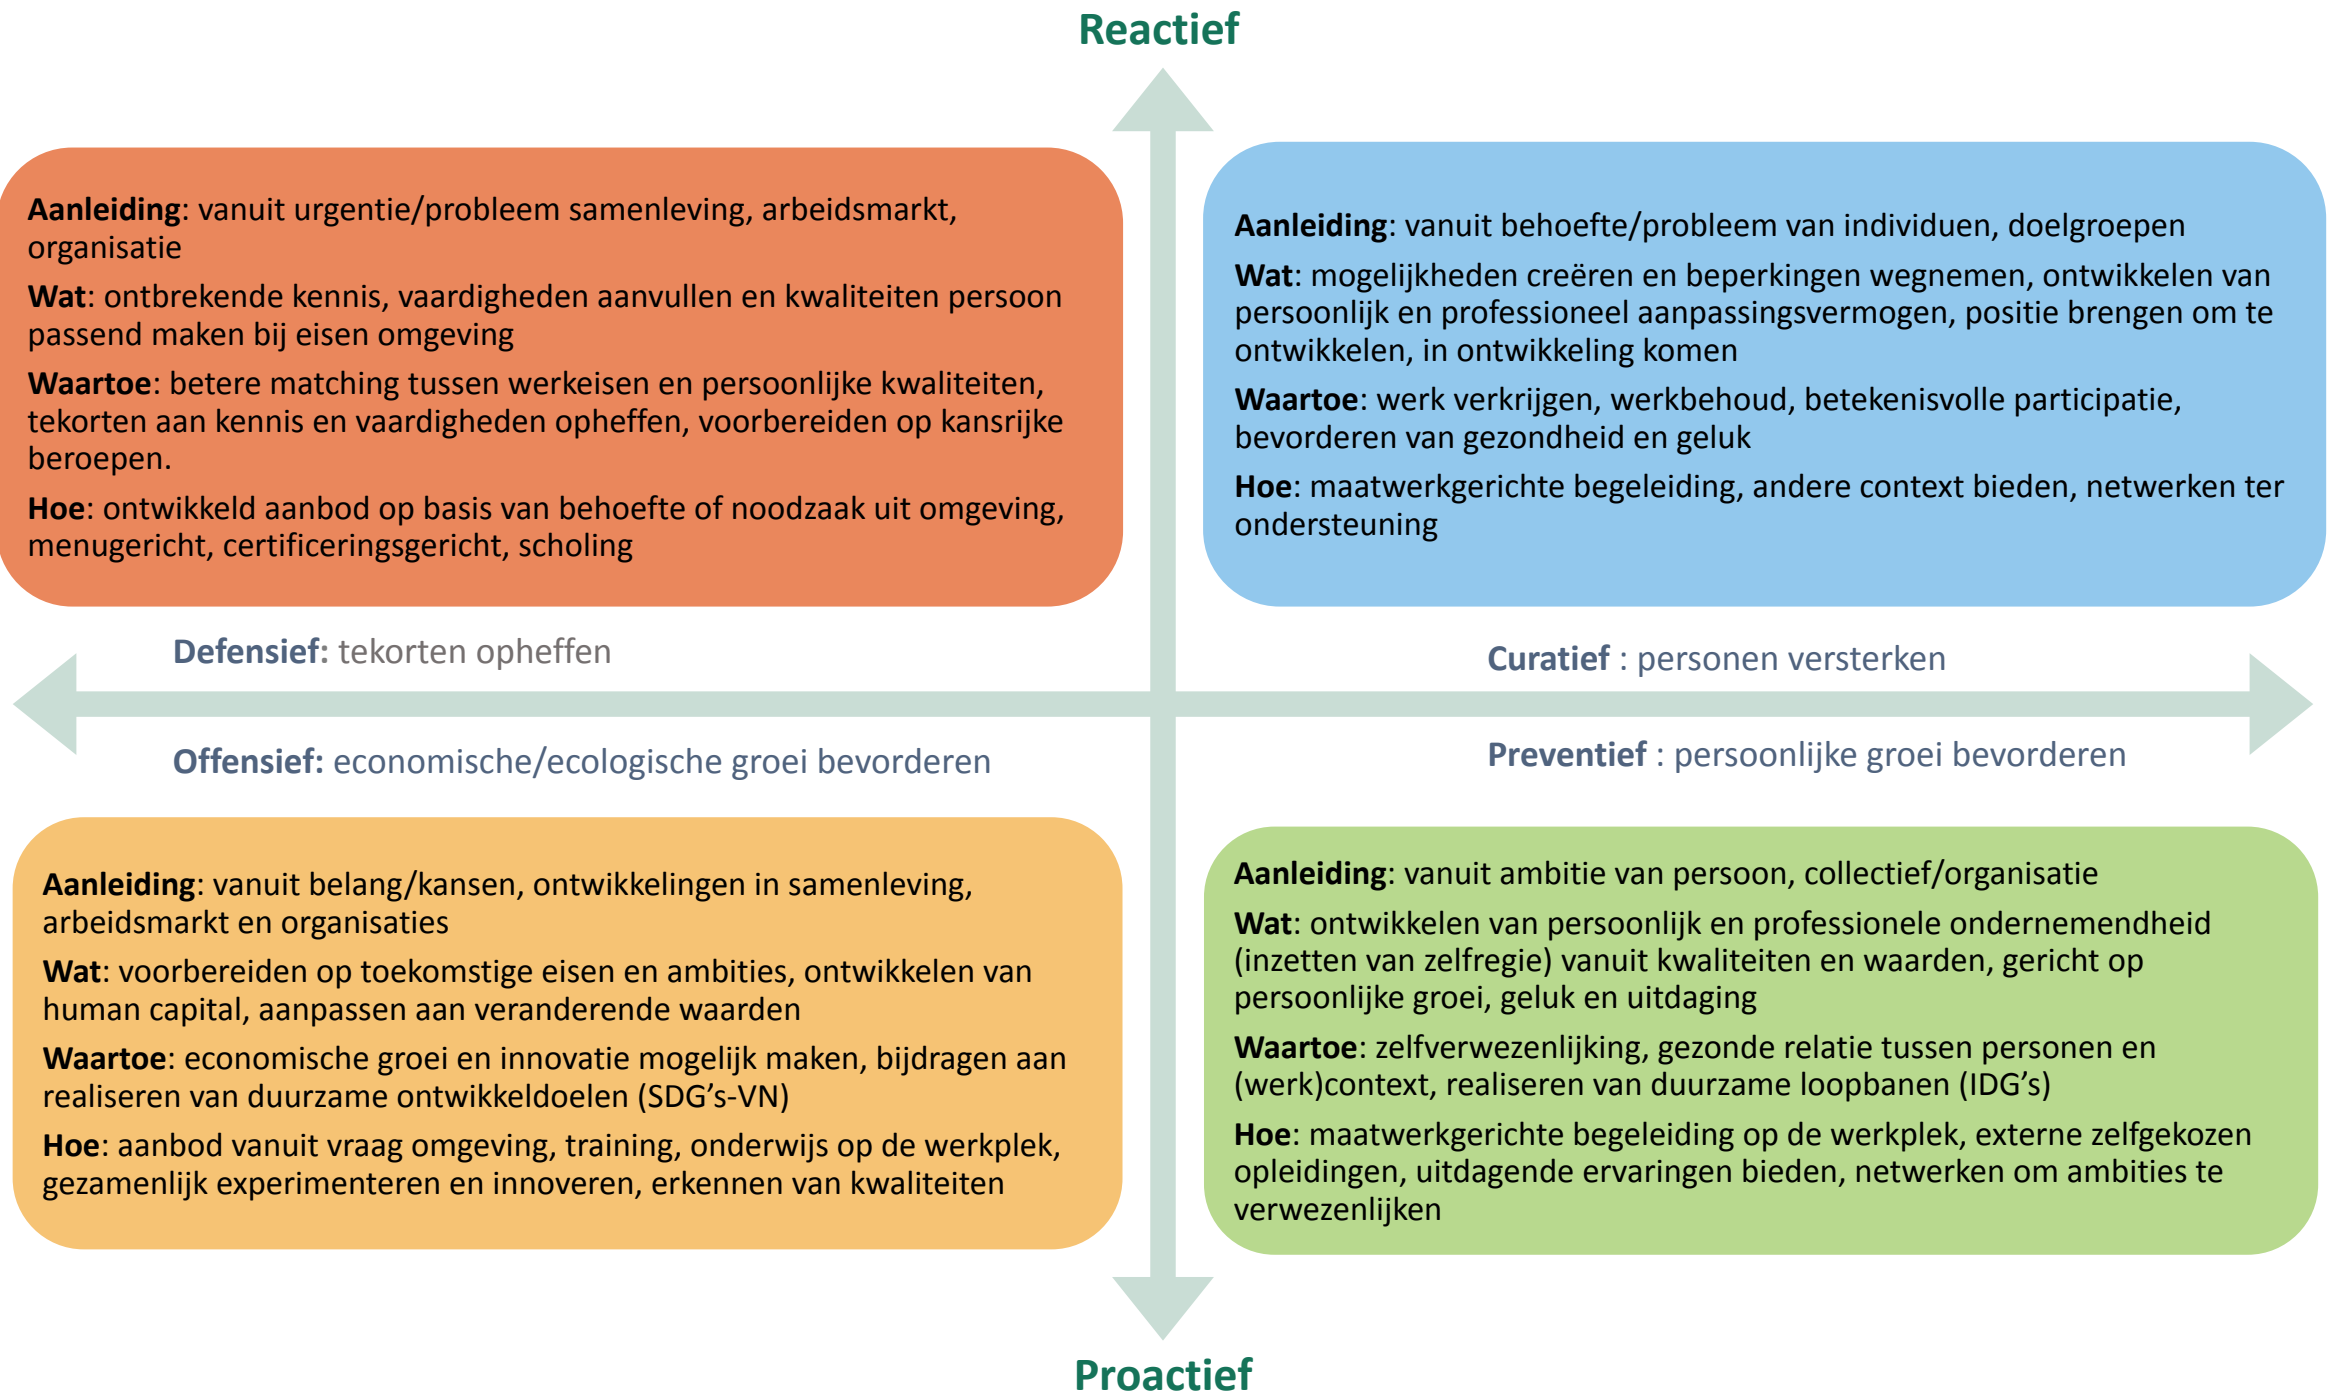 Reactief
Aanleiding: vanuit urgentie/probleem samenleving, arbeidsmarkt,
organisatie
Wat: ontbrekende kennis, vaardigheden aanvullen en kwaliteiten persoon
passend maken bij eisen omgeving
Waartoe: betere matching tussen werkeisen en persoonlijke kwaliteiten,
tekorten aan kennis en vaardigheden opheffen, voorbereiden op kansrijke
beroepen.
Hoe: ontwikkeld aanbod op basis van behoefte of noodzaak uit omgeving,
menugericht, certificeringsgericht, scholing
Aanleiding: vanuit behoefte/probleem van individuen, doelgroepen
Wat: mogelijkheden creëren en beperkingen wegnemen, ontwikkelen van
persoonlijk en professioneel aanpassingsvermogen, positie brengen om te
ontwikkelen, in ontwikkeling komen
Waartoe: werk verkrijgen, werkbehoud, betekenisvolle participatie,
bevorderen van gezondheid en geluk
Hoe: maatwerkgerichte begeleiding, andere context bieden, netwerken ter
ondersteuning
Defensief: tekorten opheffen
Curatief : personen versterken
Offensief: economische/ecologische groei bevorderen
Preventief : persoonlijke groei bevorderen
Aanleiding: vanuit belang/kansen, ontwikkelingen in samenleving,
arbeidsmarkt en organisaties
Wat: voorbereiden op toekomstige eisen en ambities, ontwikkelen van
human capital, aanpassen aan veranderende waarden
Waartoe: economische groei en innovatie mogelijk maken, bijdragen aan
realiseren van duurzame ontwikkeldoelen (SDG’s-VN)
Hoe: aanbod vanuit vraag omgeving, training, onderwijs op de werkplek,
gezamenlijk experimenteren en innoveren, erkennen van kwaliteiten
Aanleiding: vanuit ambitie van persoon, collectief/organisatie
Wat: ontwikkelen van persoonlijk en professionele ondernemendheid
(inzetten van zelfregie) vanuit kwaliteiten en waarden, gericht op
persoonlijke groei, geluk en uitdaging
Waartoe: zelfverwezenlijking, gezonde relatie tussen personen en
(werk)context, realiseren van duurzame loopbanen (IDG’s)
Hoe: maatwerkgerichte begeleiding op de werkplek, externe zelfgekozen
opleidingen, uitdagende ervaringen bieden, netwerken om ambities te
verwezenlijken
Proactief